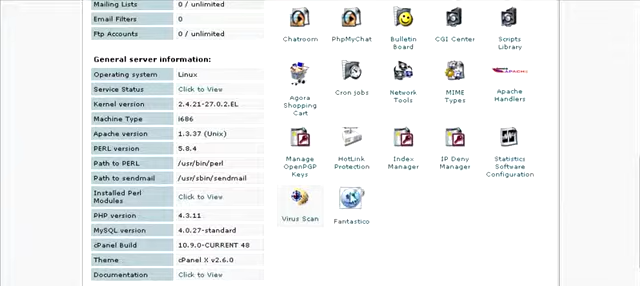 Mailing Lists 0 / unlimited
Email Filters 0
Ftp Accounts 0 / unlimited
General server information:
Operating system Linux
Service Status Click to View
Kernel version 2.4.21-27.0.2.EL
Machine Type i686
Apache version 1.3.37 (Unix)
PERL version 5.8.4
Path to PERL /usr/bin/perl
Path to sendmail /usr/sbin/sendmail
Installed Perl
Modules Click to View
PHP version 4.3.11
MySQL version 4.0.27-standard
cPanel Build 10.9.0-CURRENT 48
Theme cPanel X v2.6.0
Documentation Click to View
Chatroom PhpMyChat Bulletin
Board CGI Center Scripts
Library
Agora
Shopping
Cart Cron jobs Network
Tools MIME
Types Apache
Handlers
Manage
OpenPGP
Keys HotLink
Protection Index
Manager IP Deny
Manager Statistics
Software
Configuration
Virus Scan Fantastico